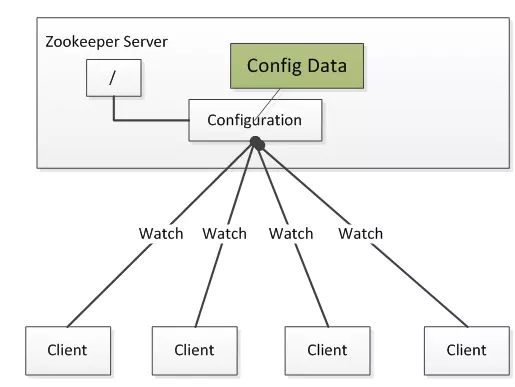 Zookeeper Server
Config Data
/
Configuration
Watch Watch Watch Watch
Client Client Client Client